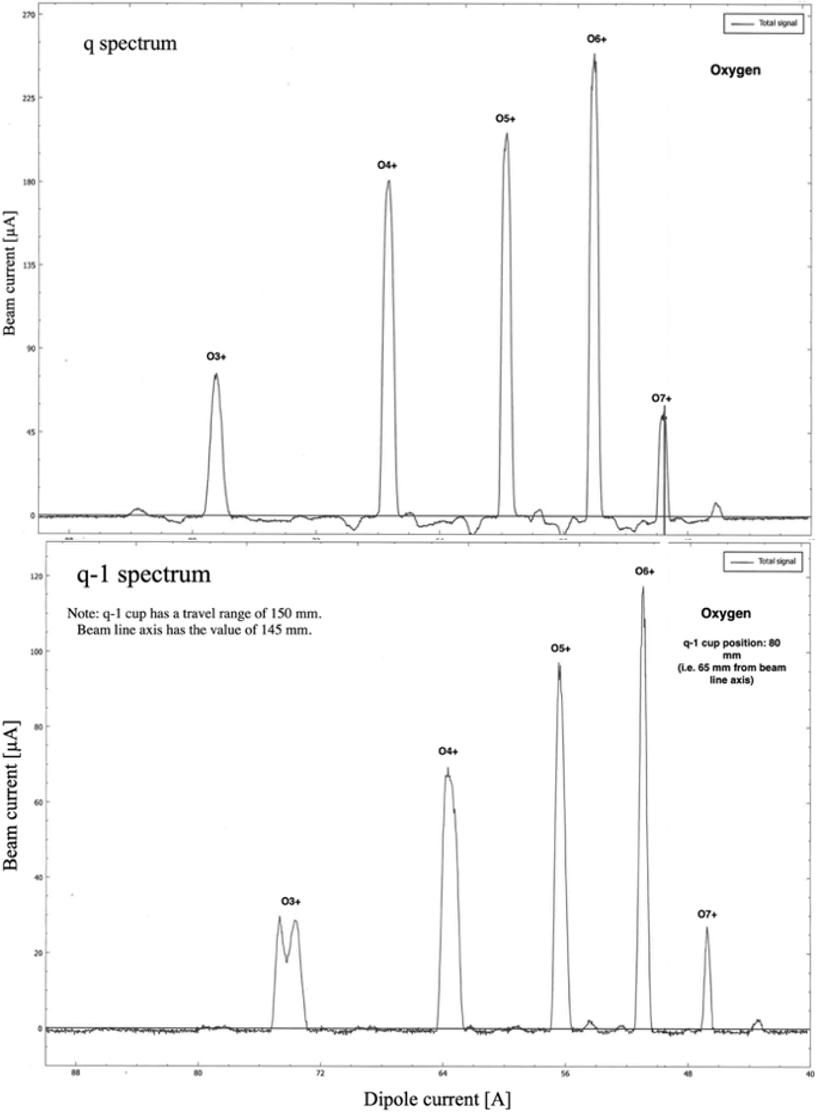 270
Total signal
q spectrum
O6+
Oxygen
225
O5+
O4+
180
Beam current [µA]
135
O3+
90
O7+
45
0
Total signal
q-1 spectrum
O6+
120
Note: q-1 cup has a travel range of 150 mm.
Beam line axis has the value of 145 mm.
Oxygen
q-1 cup position: 80
mm
(i.e. 65 mm from beam
line axis)
100
O5+
80
O4+
Beam current [µA]
60
40
O3+
O7+
20
0
88
80
72
64
56
48
40
Dipole current [A]